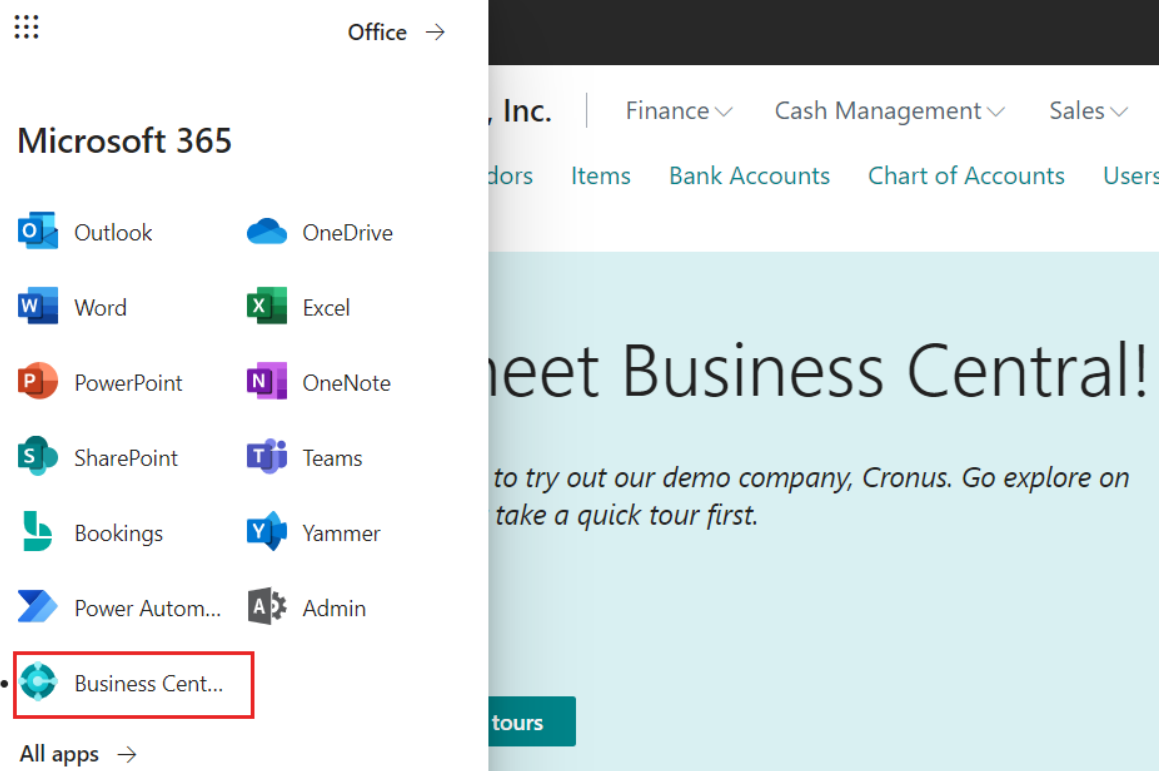 Office
Microsoft 365
Outlook
OneDrive
Word
Excel
PowerPoint
OneNote
SharePoint
Teams
Bookings
Yammer
Power Autom...
Admin
Business Cent...
All apps
, Inc.
Finance
Cash Management
Sales
dors
Items
Bank Accounts
Chart of Accounts
Users
eet Business Central!
to try out our demo company, Cronus. Go explore on
take a quick tour first.
tours